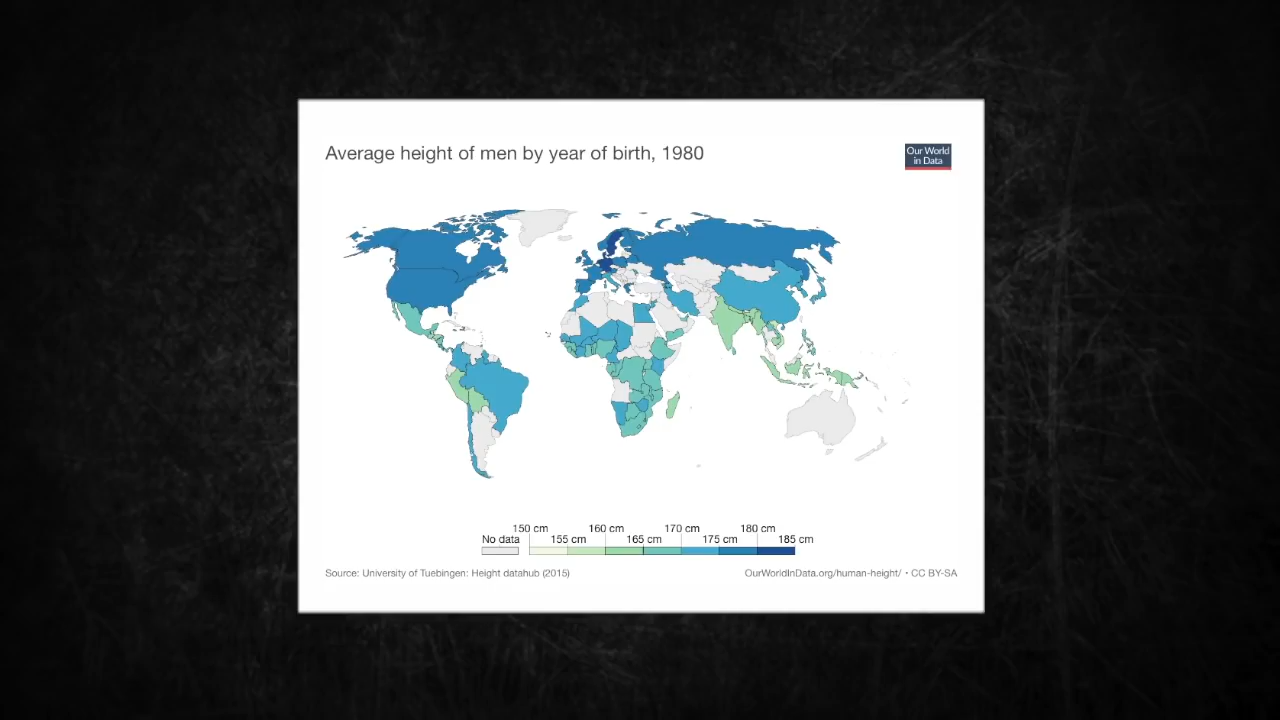 Average height of men by year of birth, 1980
Our World
in Data
150 cm 160 cm 170 cm 180 cm
No data 155 cm 165 cm 175 cm 185 cm
Source: University of Tuebingen: Height datahub (2015)
OurWorldInData.org/human-height/ • CC BY-SA